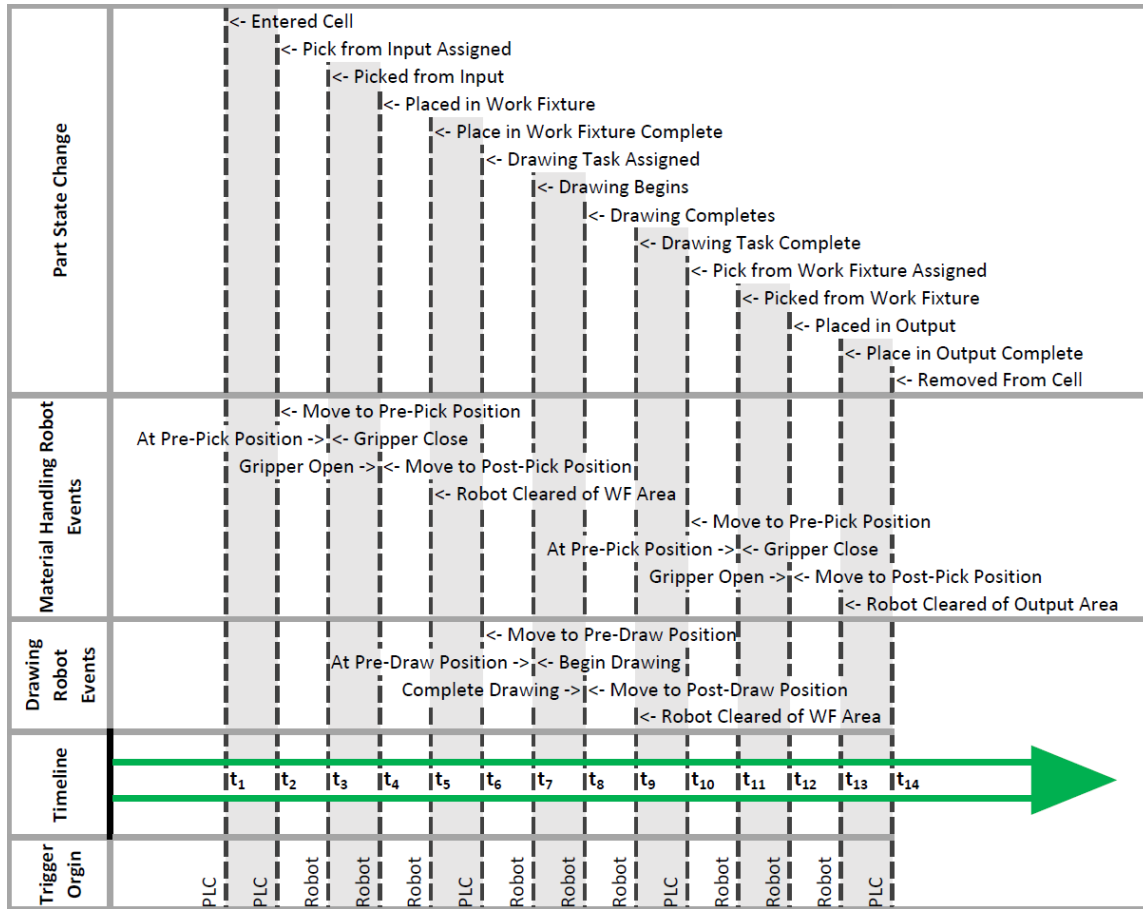 Part State Change
<- Entered Cell
<- Pick from Input Assigned
<- Picked from Input
<- Placed in Work Fixture
<- Place in Work Fixture Complete
<- Drawing Task Assigned
<- Drawing Begins
<- Drawing Completes
<- Drawing Task Complete
<- Pick from Work Fixture Assigned
<- Picked from Work Fixture
<- Placed in Output
<- Place in Output Complete
<- Removed From Cell
Material Handling Robot
Events
<- Move to Pre-Pick Position
At Pre-Pick Position -> <- Gripper Close
Gripper Open -> <- Move to Post-Pick Position
<- Robot Cleared of WF Area
<- Move to Pre-Pick Position
At Pre-Pick Position -> <- Gripper Close
Gripper Open -> <- Move to Post-Pick Position
<- Robot Cleared of Output Area
Drawing
Robot
Events
<- Move to Pre-Draw Position
At Pre-Draw Position -> <- Begin Drawing
Complete Drawing -> <- Move to Post-Draw Position
<- Robot Cleared of WF Area
Timeline
t1 t2 t3 t4 t5 t6 t7 t8 t9 t10 t11 t12 t13 t14
Trigger
Orgin
PLC PLC Robot Robot Robot PLC Robot Robot Robot PLC Robot Robot Robot PLC